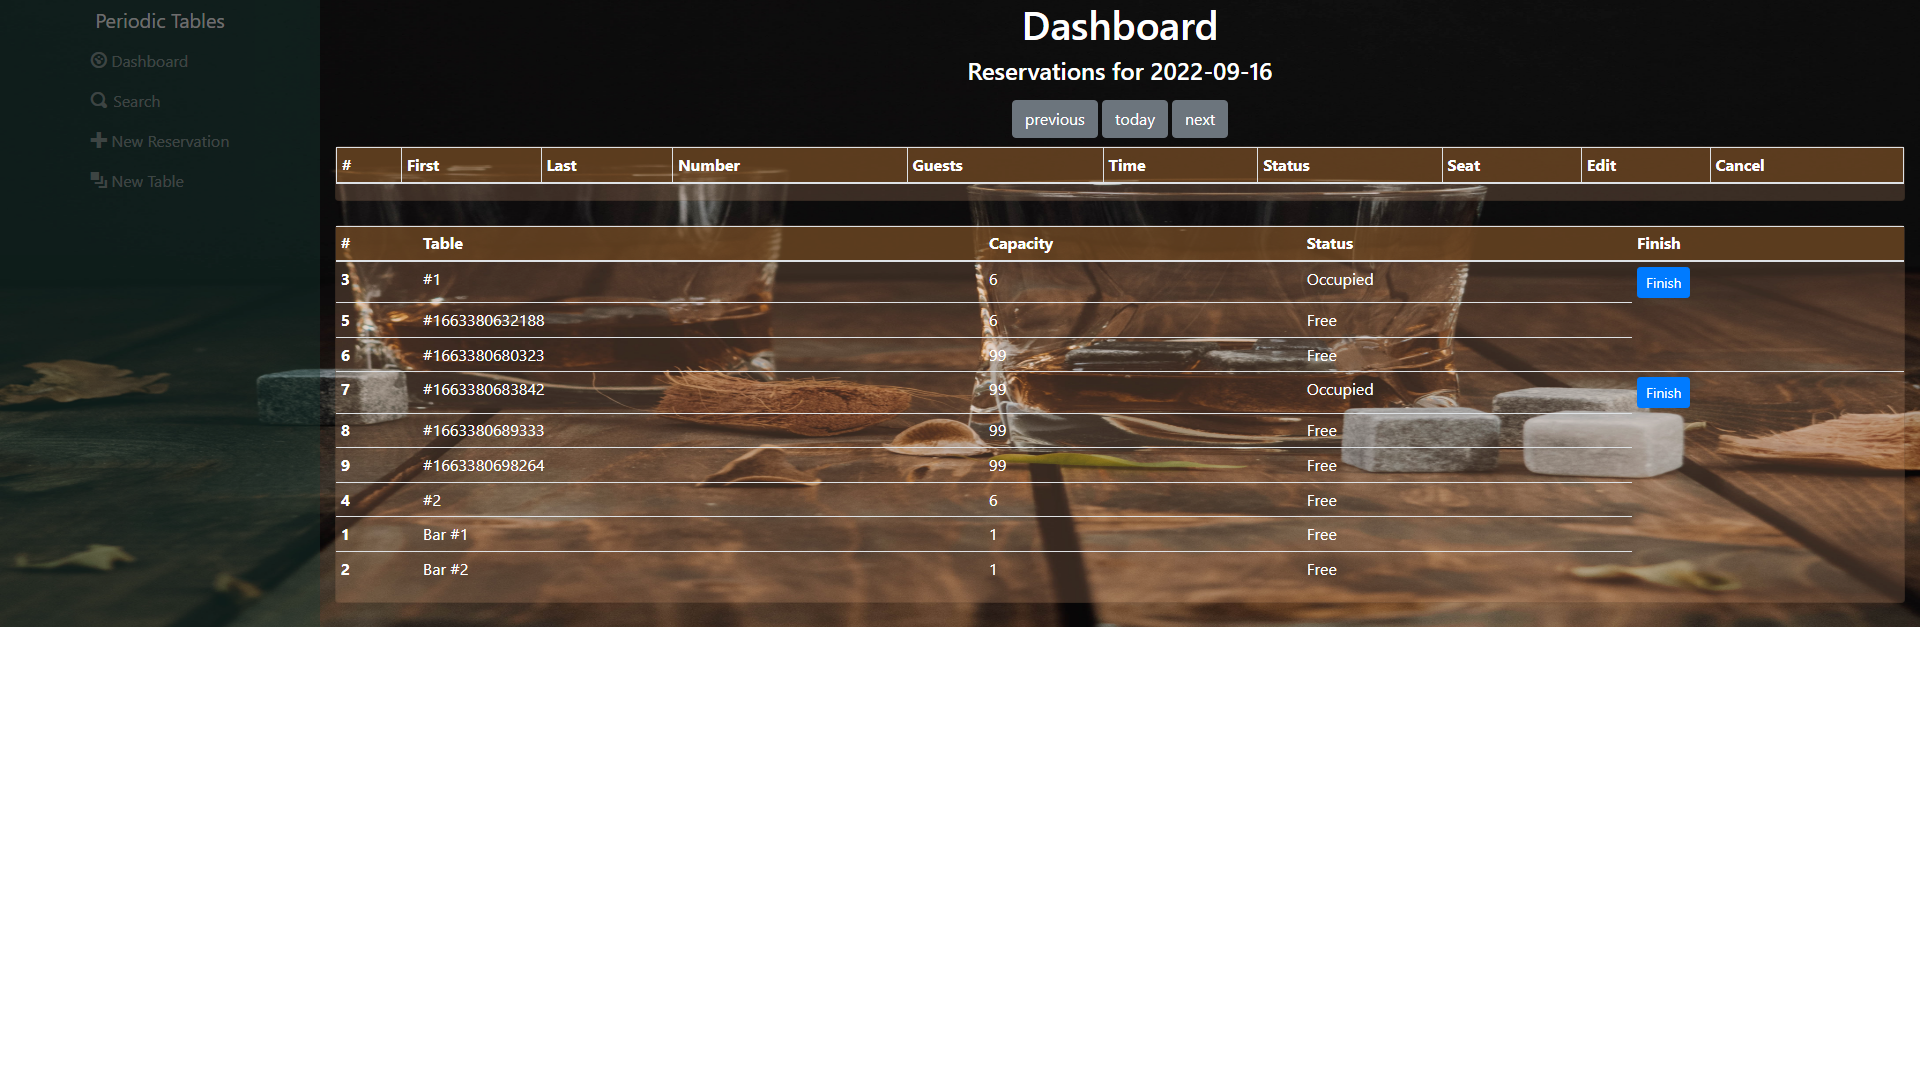 Periodic Tables
Dashboard
Search
New Reservation
New Table
Dashboard
Reservations for 2022-09-16
previous today next
# First Last Number Guests Time Status Seat Edit Cancel
# Table Capacity Status Finish
3 #1 6 Occupied Finish
5 #1663380632188 6 Free
6 #1663380680323 99 Free
7 #1663380683842 99 Occupied Finish
8 #1663380689333 99 Free
9 #1663380698264 99 Free
4 #2 6 Free
1 Bar #1 1 Free
2 Bar #2 1 Free